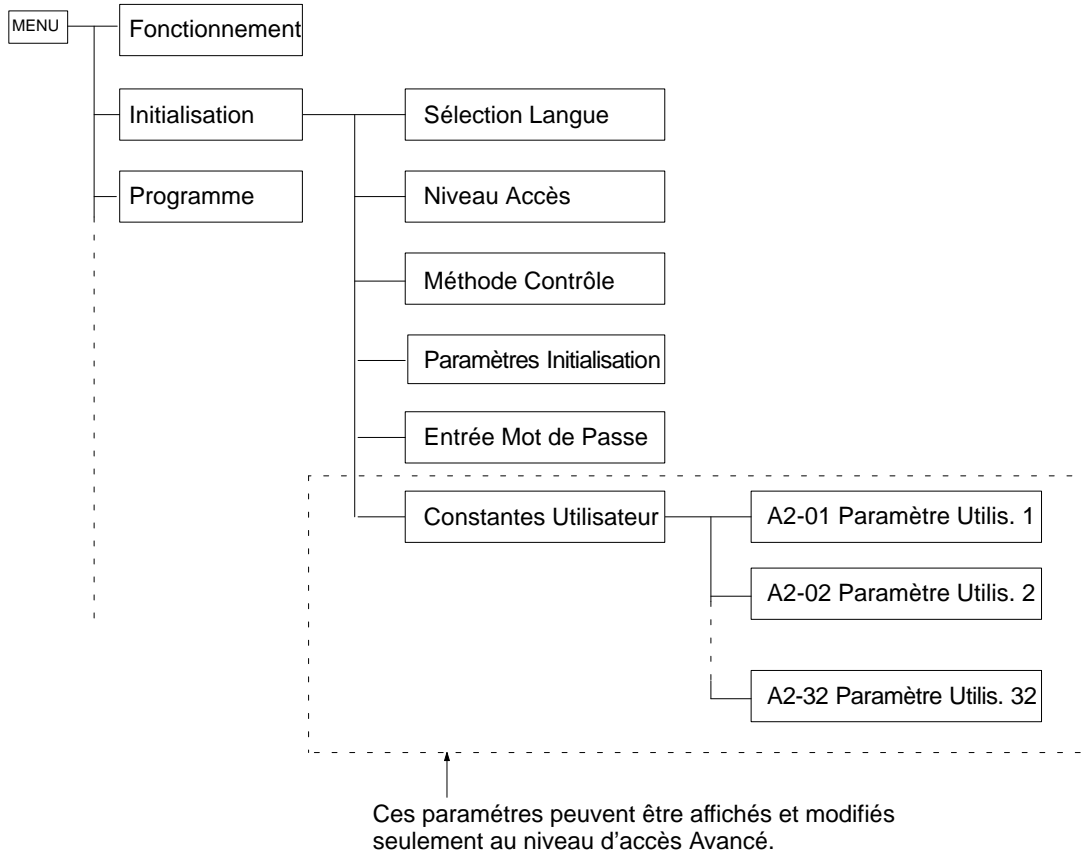 MENU
Fonctionnement
Initialisation
Sélection Langue
Programme
Niveau Accès
Méthode Contrôle
Paramètres Initialisation
Entrée Mot de Passe
Constantes Utilisateur
A2-01 Paramètre Utilis. 1
A2-02 Paramètre Utilis. 2
A2-32 Paramètre Utilis. 32
Ces paramétres peuvent être affichés et modifiés
seulement au niveau d'accès Avancé.